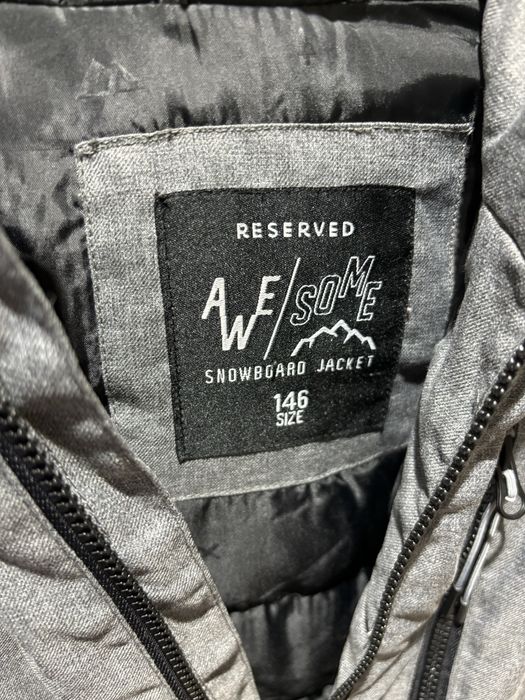 RESERVED
AWE/SOME
SNOWBOARD JACKET
146
SIZE